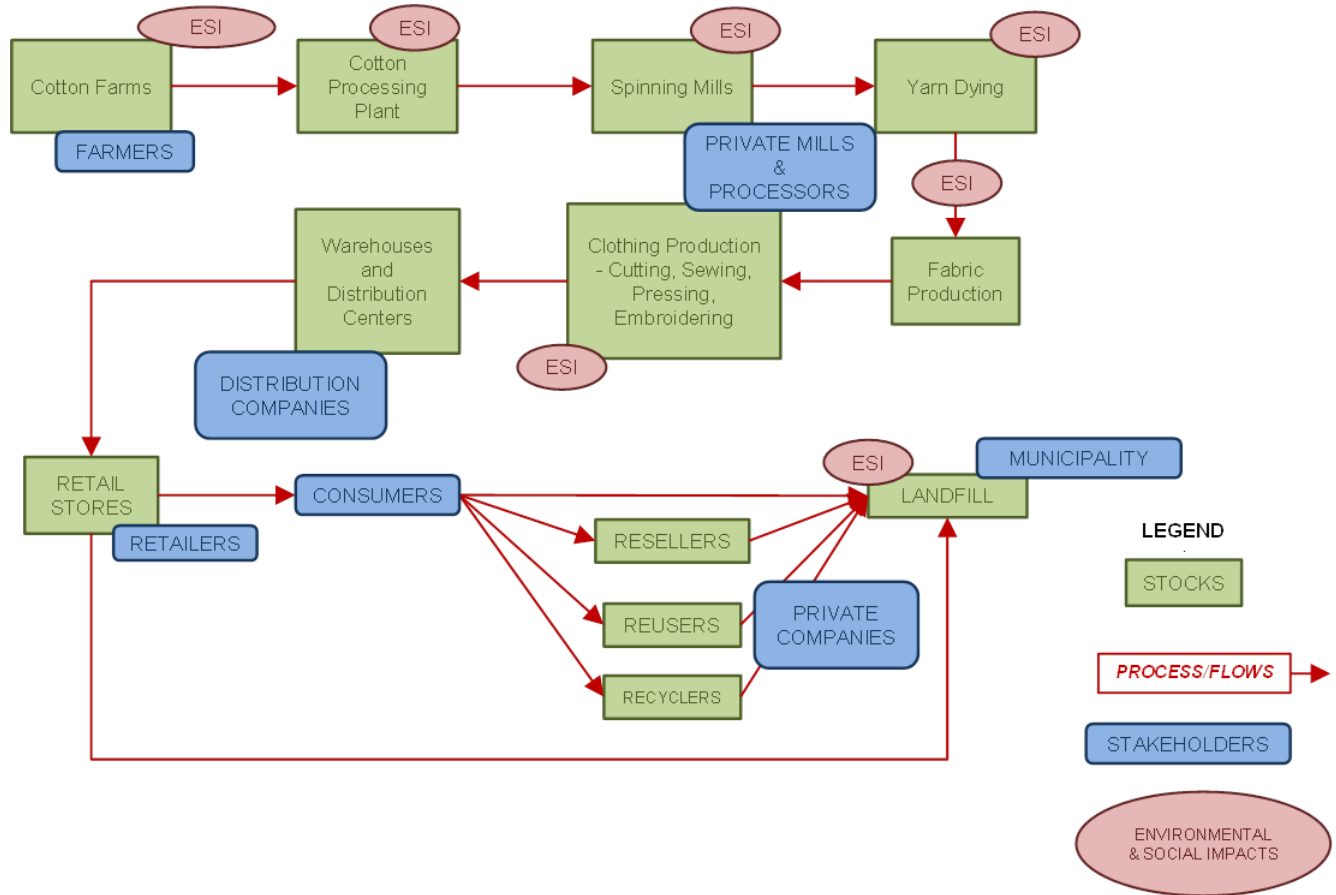 ESI
ESI
ESI
ESI
Cotton Farms
Cotton
Processing
Plant
Spinning Mills
Yarn Dying
FARMERS
PRIVATE MILLS
&
PROCESSORS
ESI
Warehouses
and
Distribution
Centers
Clothing Production
- Cutting, Sewing,
Pressing,
Embroidering
Fabric
Production
ESI
DISTRIBUTION
COMPANIES
RETAIL
STORES
RETAILERS
CONSUMERS
ESI
MUNICIPALITY
LANDFILL
RESELLERS
REUSERS
RECYCLERS
PRIVATE
COMPANIES
LEGEND
STOCKS
PROCESS/FLOWS
STAKEHOLDERS
ENVIRONMENTAL
& SOCIAL IMPACTS